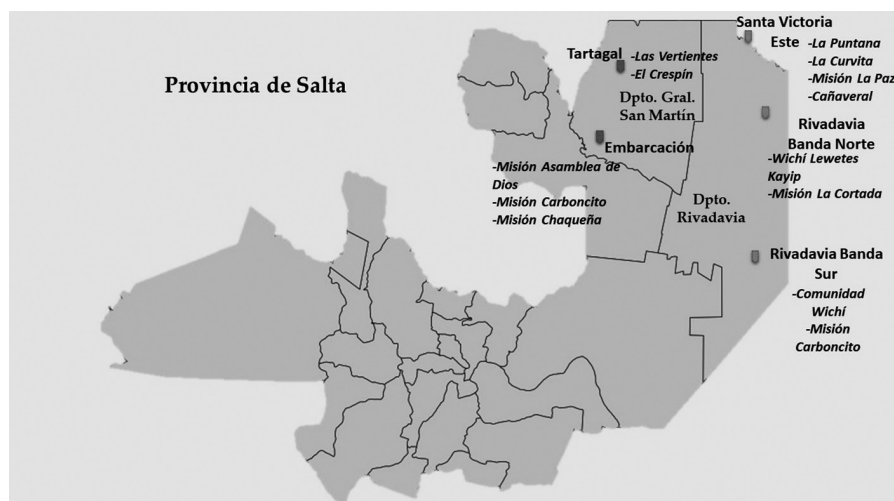 Provincia de Salta
Tartagal
-Las Vertientes
-El Crespín
Dpto. Gral.
San Martín
Embarcación
-Misión Asamblea de
Dios
-Misión Carboncito
-Misión Chaqueña
Dpto.
Rivadavia
Santa Victoria
Este
-La Puntana
-La Curvita
-Misión La Paz
-Cañaveral
Rivadavia
Banda Norte
-Wichí Lewetes
Kayip
-Misión La Cortada
Rivadavia Banda
Sur
-Comunidad
Wichí
-Misión
Carboncito